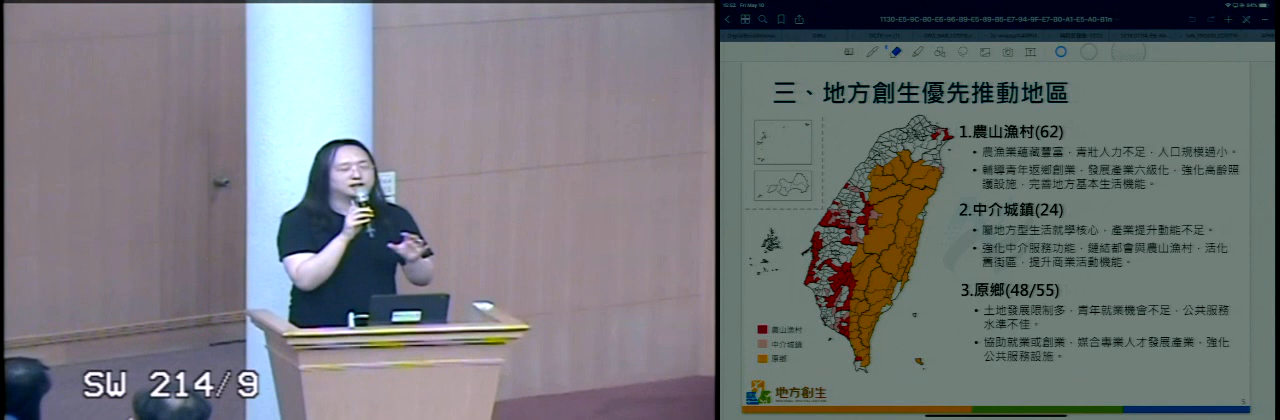 SW 214/9
三、地方創生優先推動地區
1.農山漁村(62)
• 農漁業蘊藏豐富，青壯人力不足，人口規模過小。
• 輔導青年返鄉創業，發展產業六級化，強化高齡照
護設施，完善地方基本生活機能。
2.中介城鎮(24)
• 屬地方型生活就學核心，產業提升動能不足。
• 強化中介服務功能，鏈結都會與農山漁村，活化
舊街區，提升商業活動機能。
3.原鄉(48/55)
• 土地發展限制多，青年就業機會不足，公共服務
水準不佳。
• 協助就業或創業，媒合專業人才發展產業，強化
公共服務設施。
農山漁村
中介城鎮
原鄉
地方創生
5